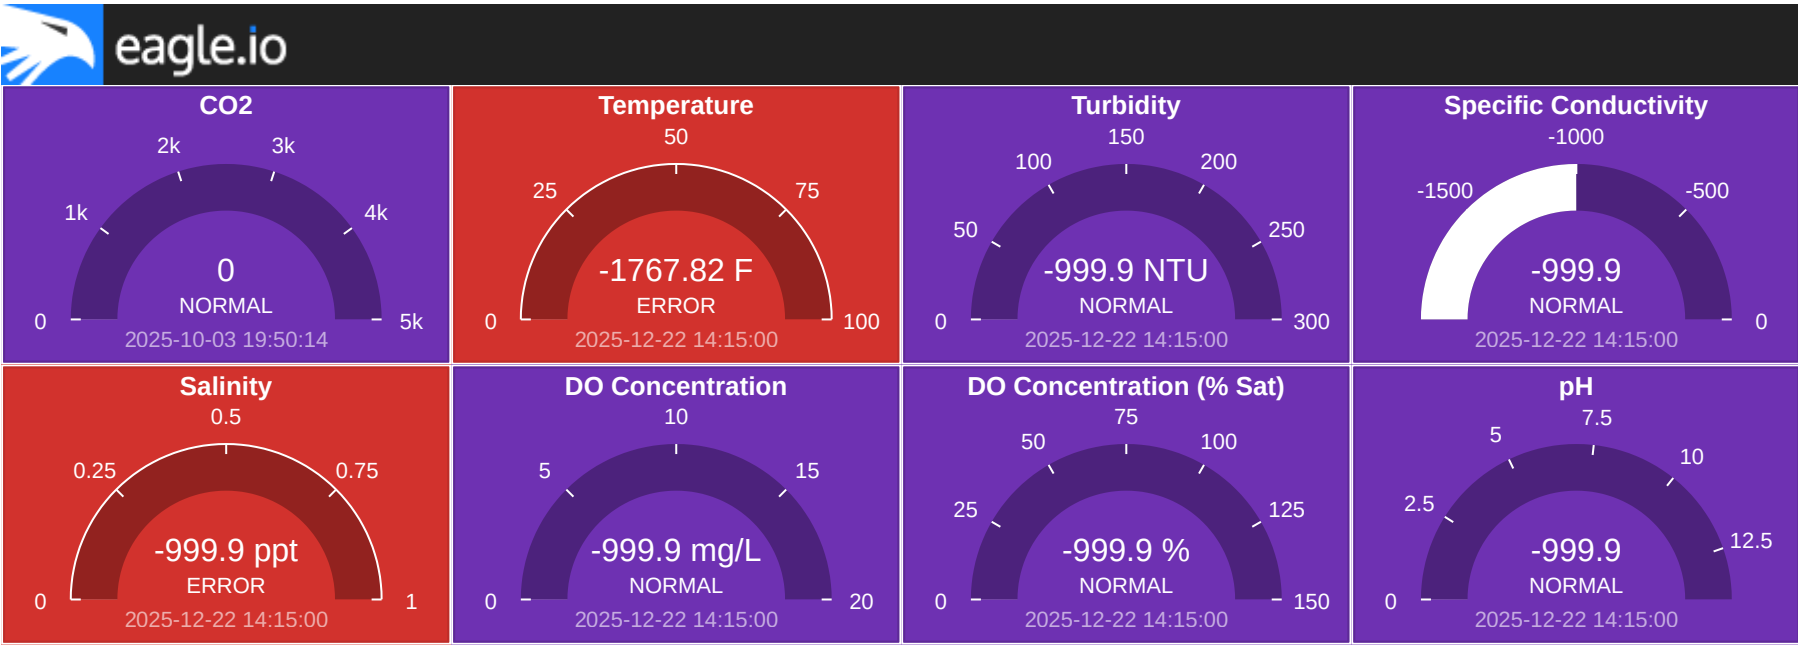 eagle.io
CO2
2k
3k
1k
4k
0
NORMAL
0
5k
2025-10-03 19:50:14
Temperature
50
25
75
-1767.82 F
ERROR
0
100
2025-12-22 14:15:00
Turbidity
150
100
200
50
250
-999.9 NTU
NORMAL
0
300
2025-12-22 14:15:00
Specific Conductivity
-1000
-1500
-500
-999.9
NORMAL
0
2025-12-22 14:15:00
Salinity
0.5
0.25
0.75
-999.9 ppt
ERROR
0
1
2025-12-22 14:15:00
DO Concentration
10
5
15
-999.9 mg/L
NORMAL
0
20
2025-12-22 14:15:00
DO Concentration (% Sat)
75
50
100
25
125
-999.9 %
NORMAL
0
150
2025-12-22 14:15:00
pH
7.5
5
10
2.5
12.5
-999.9
NORMAL
0
2025-12-22 14:15:00